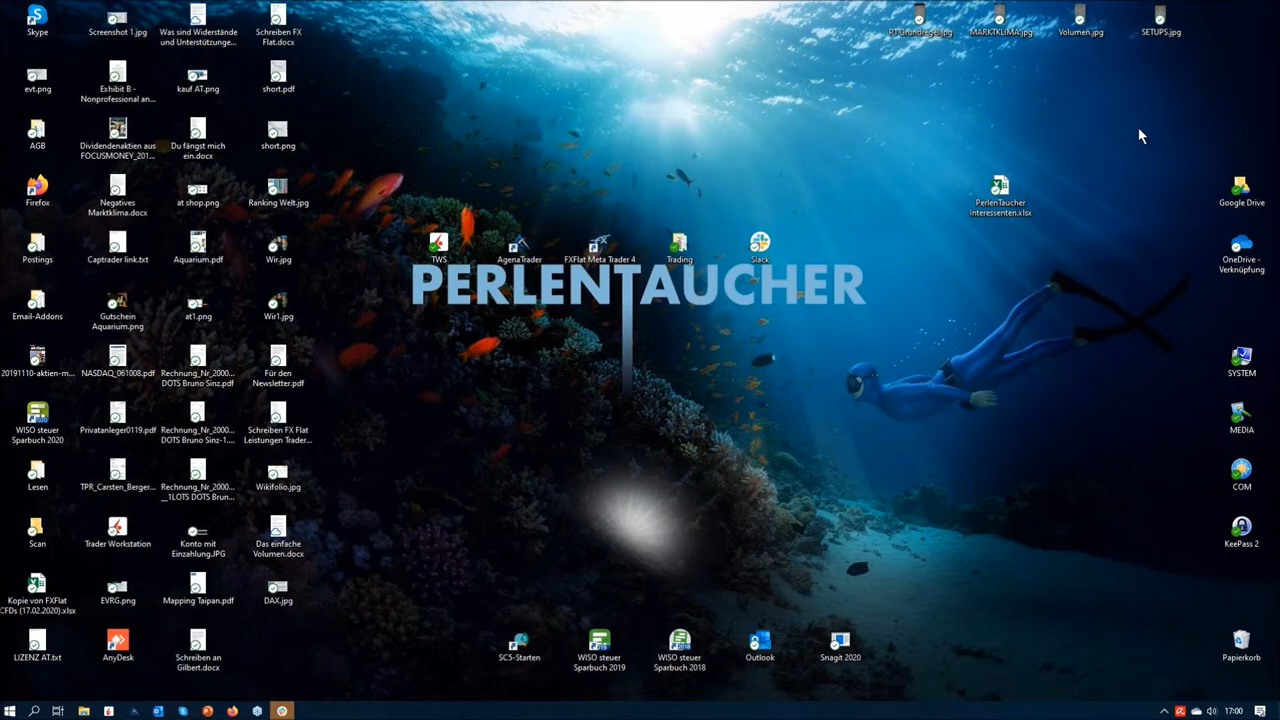 Skype
Screenshot 1.jpg
Was sind Widerstände
und Unterstützunge...
Schreiben FX
Flat.docx
PT Grundregel.jpg
MARKTKLIMA.jpg
Volumen.jpg
SETUPS.jpg
evt.png
Exhibit B -
Nonprofessional an...
kauf AT.png
short.pdf
AGB
Dividendenaktien aus
FOCUSMONEY_201...
Du fängst mich
ein.docx
short.png
Firefox
Negatives
Marktklima.docx
at shop.png
Ranking Welt.jpg
PerlenTaucher
Interessenten.xlsx
Google Drive
Postings
Captrader link.txt
Aquarium.pdf
Wir.jpg
TWS
AgenaTrader
FXFlat Meta Trader 4
Trading
Slack
OneDrive -
Verknüpfung
PERLENTAUCHER
Email-Addons
Gutschein
Aquarium.png
at1.png
Wir1.jpg
20191110-aktien-m...
NASDAQ_061008.pdf
Rechnung_Nr_2000...
DOTS Bruno Sinz.pdf
Für den
Newsletter.pdf
SYSTEM
WISO steuer
Sparbuch 2020
Privatanleger0119.pdf
Rechnung_Nr_2000...
DOTS Bruno Sinz-1...
Schreiben FX Flat
Leistungen Trader...
MEDIA
Lesen
TPR_Carsten_Berger...
Rechnung_Nr_2000...
__1LOTS DOTS Brun...
Wikifolio.jpg
COM
Scan
Trader Workstation
Konto mit
Einzahlung.JPG
Das einfache
Volumen.docx
KeePass 2
Kopie von FXFlat
CFDs (17.02.2020).xlsx
EVRG.png
Mapping Taipan.pdf
DAX.jpg
LIZENZ AT.txt
AnyDesk
Schreiben an
Gilbert.docx
SC5-Starten
WISO steuer
Sparbuch 2019
WISO steuer
Sparbuch 2018
Outlook
Snagit 2020
Papierkorb
17:00